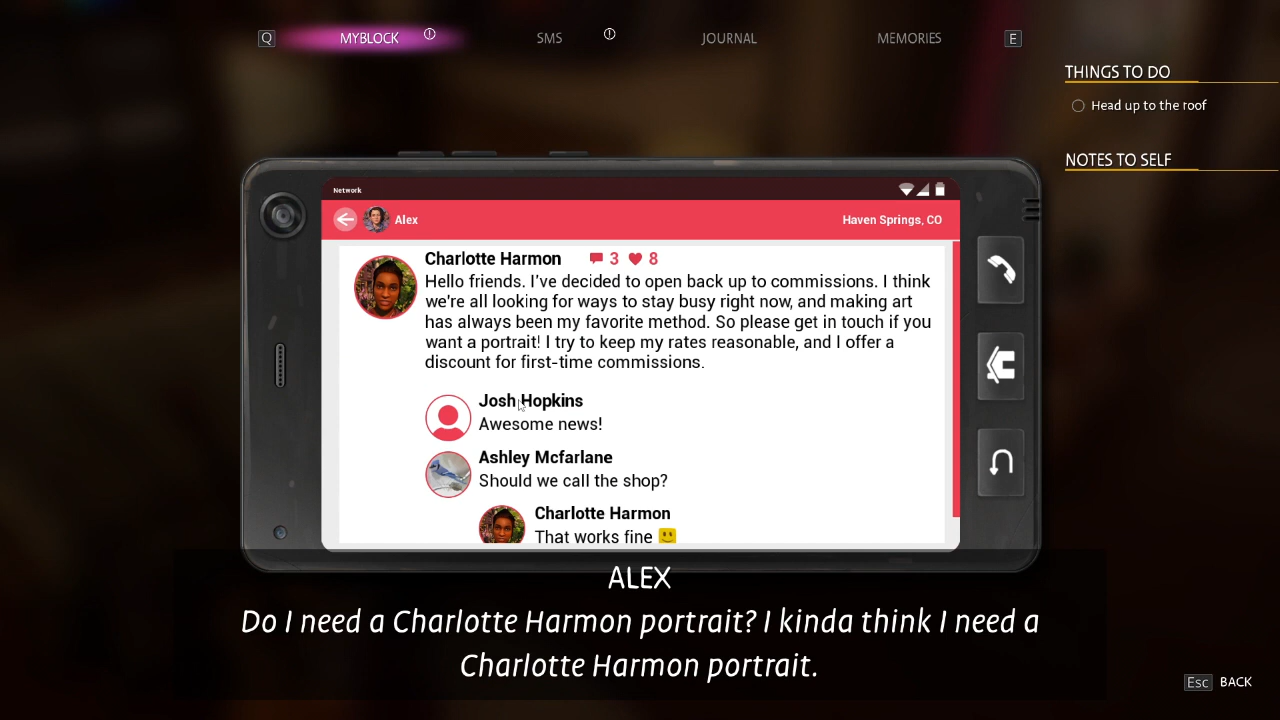 Q MYBLOCK SMS JOURNAL MEMORIES E
THINGS TO DO
Head up to the roof
NOTES TO SELF
Network
Alex Haven Springs, CO
Charlotte Harmon 3 8
Hello friends. I've decided to open back up to commissions. I think
we're all looking for ways to stay busy right now, and making art
has always been my favorite method. So please get in touch if you
want a portrait! I try to keep my rates reasonable, and I offer a
discount for first-time commissions.
Josh Hopkins
Awesome news!
Ashley Mcfarlane
Should we call the shop?
Charlotte Harmon
That works fine
ALEX
Do I need a Charlotte Harmon portrait? I kinda think I need a
Charlotte Harmon portrait.
Esc BACK